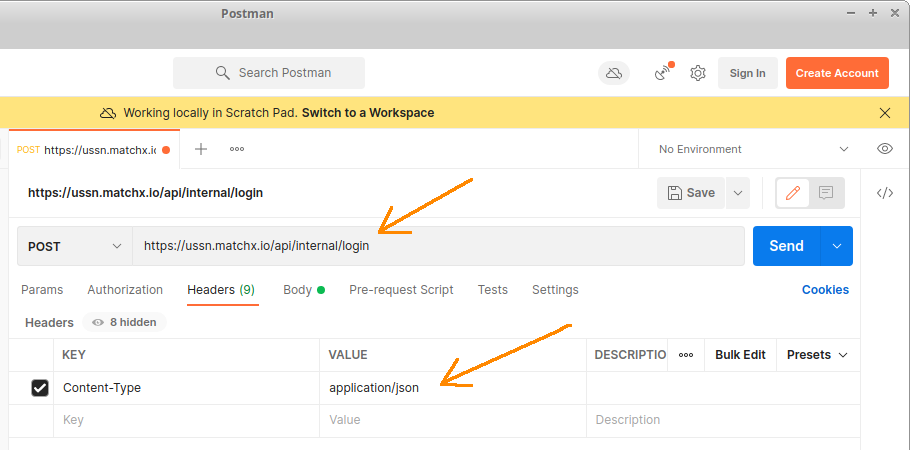 Postman
Search Postman
Sign In
Create Account
Working locally in Scratch Pad. Switch to a Workspace
POST https://ussn.matchx.io
No Environment
https://ussn.matchx.io/api/internal/login
Save
POST https://ussn.matchx.io/api/internal/login
Send
Params Authorization Headers (9) Body Pre-request Script Tests Settings Cookies
Headers 8 hidden
KEY VALUE DESCRIPTIO Bulk Edit Presets
Content-Type application/json
Key Value Description